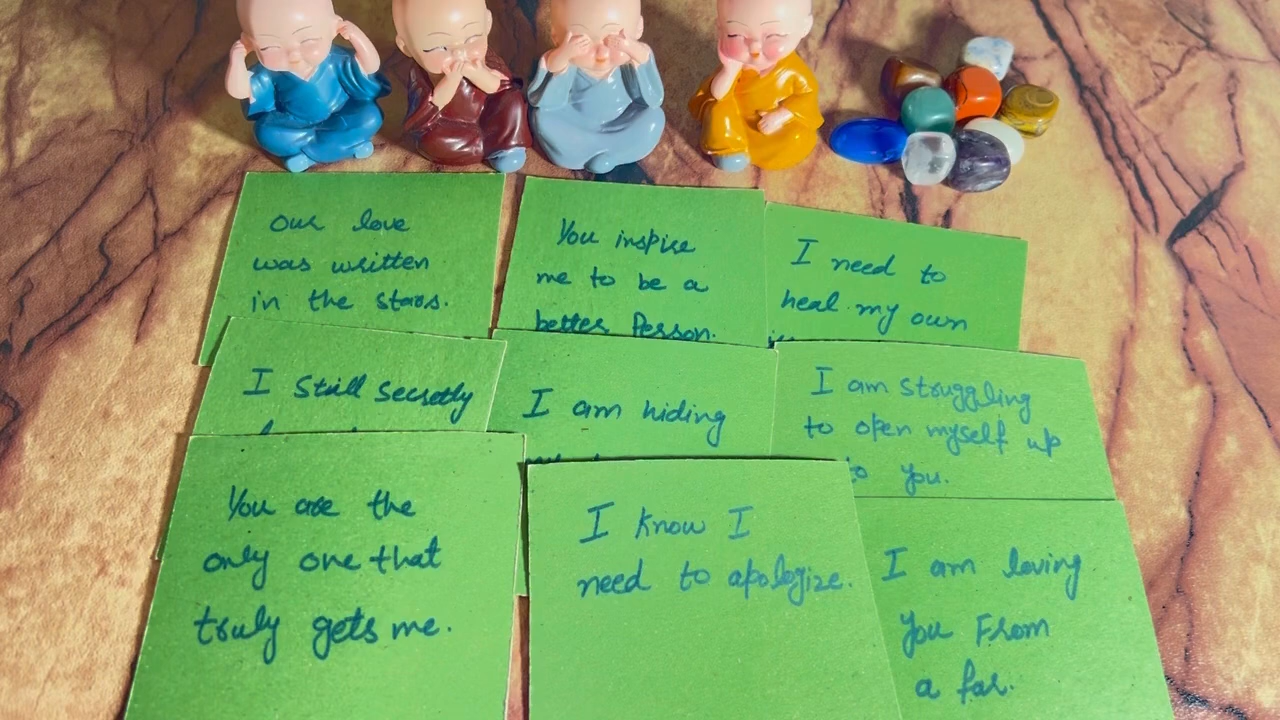 Our love
was written
in the stars.
You inspire
me to be a
better Person.
I need to
heal my own
I still secretly
I am hiding
I am struggling
to open myself up
to you.
You are the
only one that
truly gets me.
I know I
need to apologize.
I am loving
you From
a far.